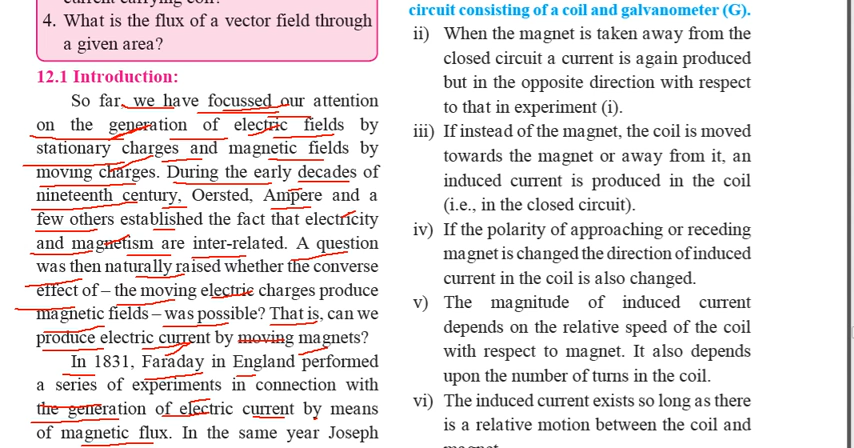 4. What is the flux of a vector field through
a given area?
12.1 Introduction:
So far, we have focussed our attention
on the generation of electric fields by
stationary charges and magnetic fields by
moving charges. During the early decades of
nineteenth century, Oersted, Ampere and a
few others established the fact that electricity
and magnetism are inter-related. A question
was then naturally raised whether the converse
effect of – the moving electric charges produce
magnetic fields – was possible? That is, can we
produce electric current by moving magnets?
In 1831, Faraday in England performed
a series of experiments in connection with
the generation of electric current by means
of magnetic flux. In the same year Joseph
circuit consisting of a coil and galvanometer (G).
ii) When the magnet is taken away from the
closed circuit a current is again produced
but in the opposite direction with respect
to that in experiment (i).
iii) If instead of the magnet, the coil is moved
towards the magnet or away from it, an
induced current is produced in the coil
(i.e., in the closed circuit).
iv) If the polarity of approaching or receding
magnet is changed the direction of induced
current in the coil is also changed.
v) The magnitude of induced current
depends on the relative speed of the coil
with respect to magnet. It also depends
upon the number of turns in the coil.
vi) The induced current exists so long as there
is a relative motion between the coil and